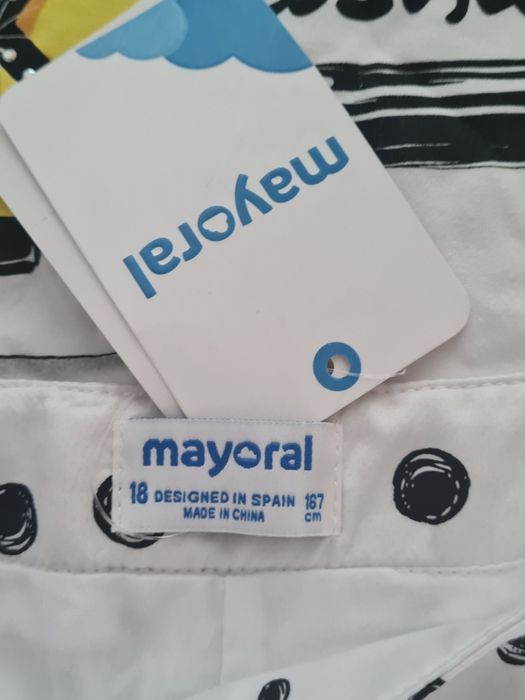 mayoral
mayoral
18 DESIGNED IN SPAIN 167
MADE IN CHINA cm